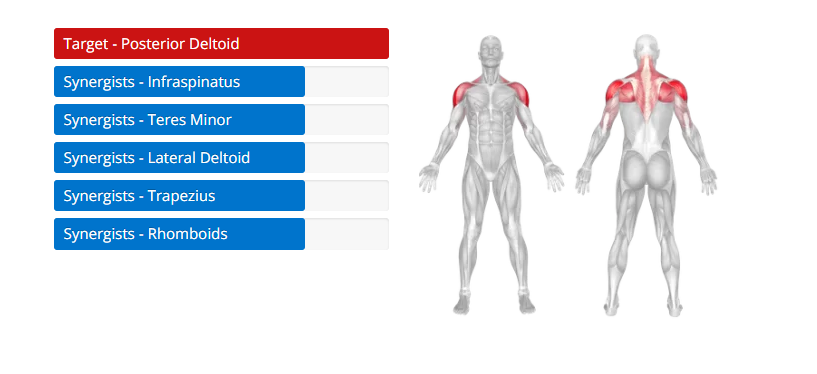 Target - Posterior Deltoid
Synergists - Infraspinatus
Synergists - Teres Minor
Synergists - Lateral Deltoid
Synergists - Trapezius
Synergists - Rhomboids